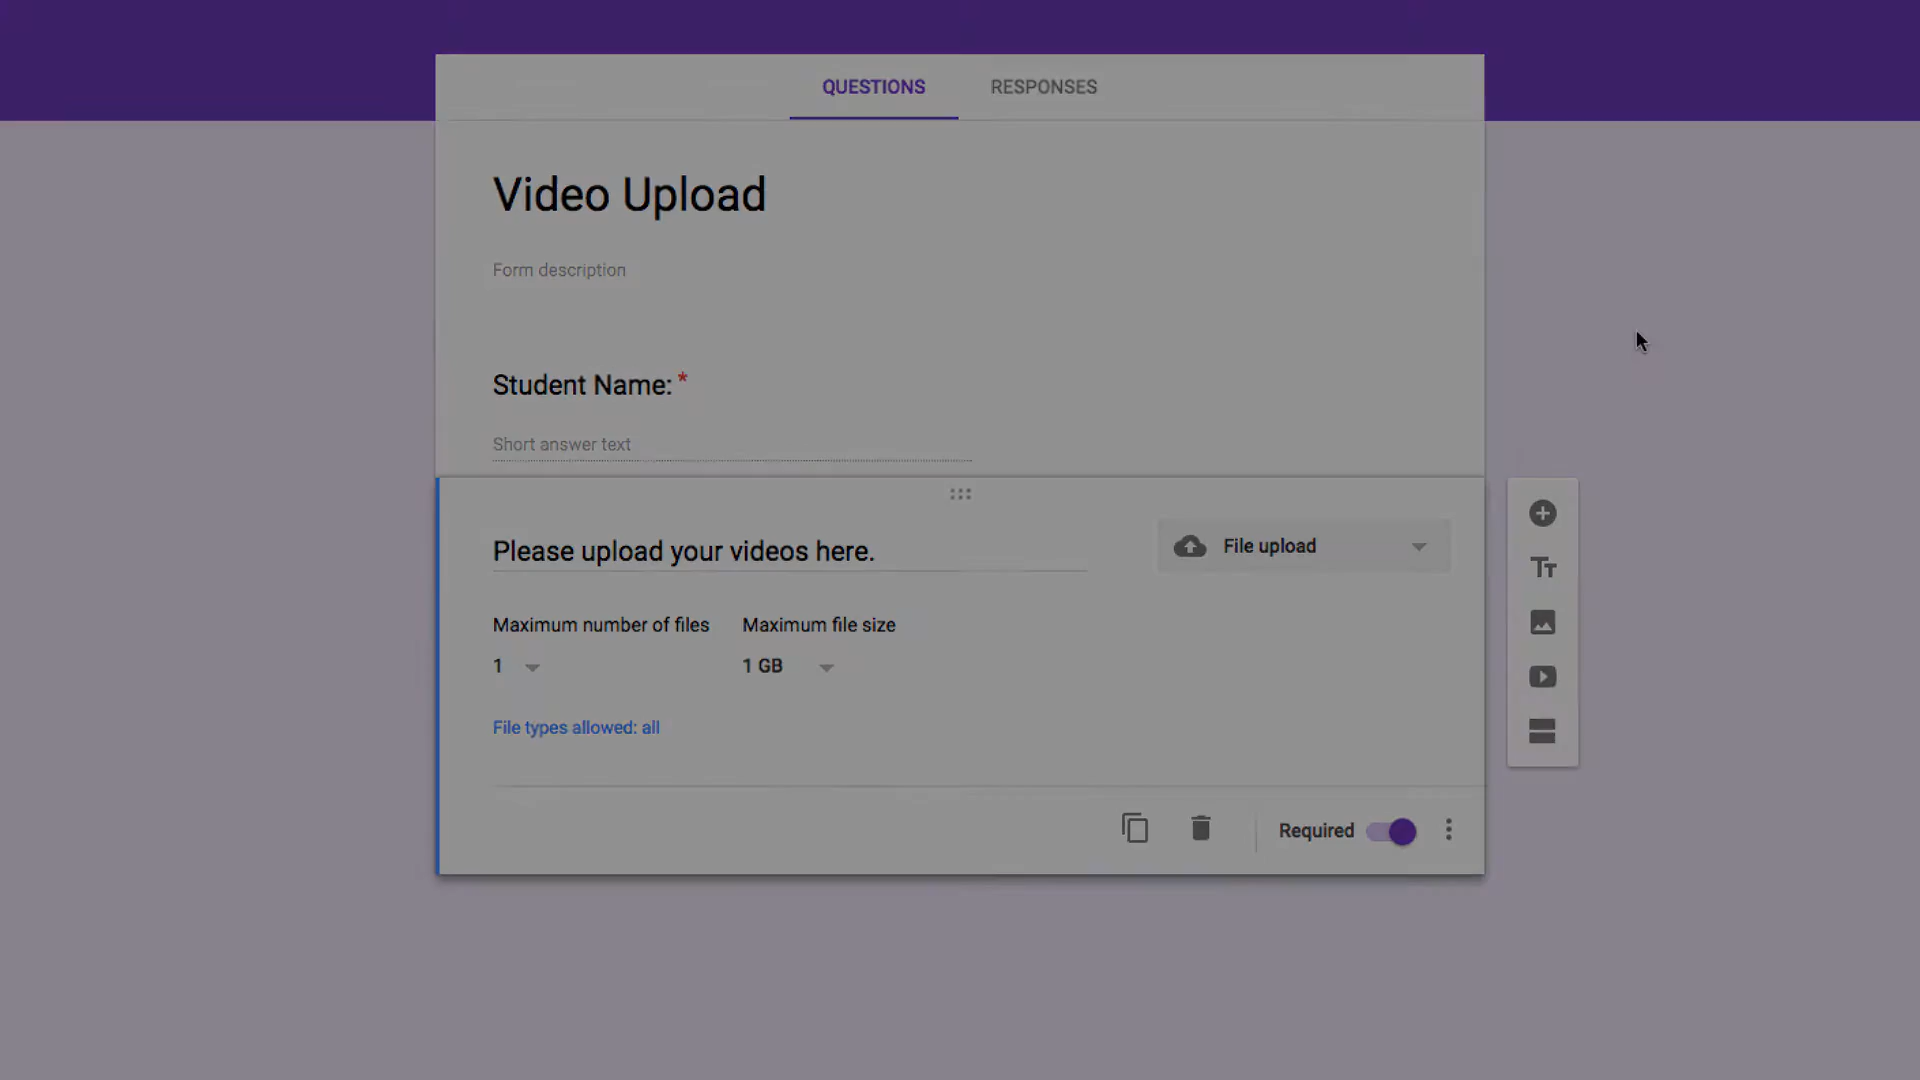 QUESTIONS RESPONSES
Video Upload
Form description
Student Name: *
Short answer text
Please upload your videos here.
File upload
Maximum number of files Maximum file size
1 1 GB
File types allowed: all
Required